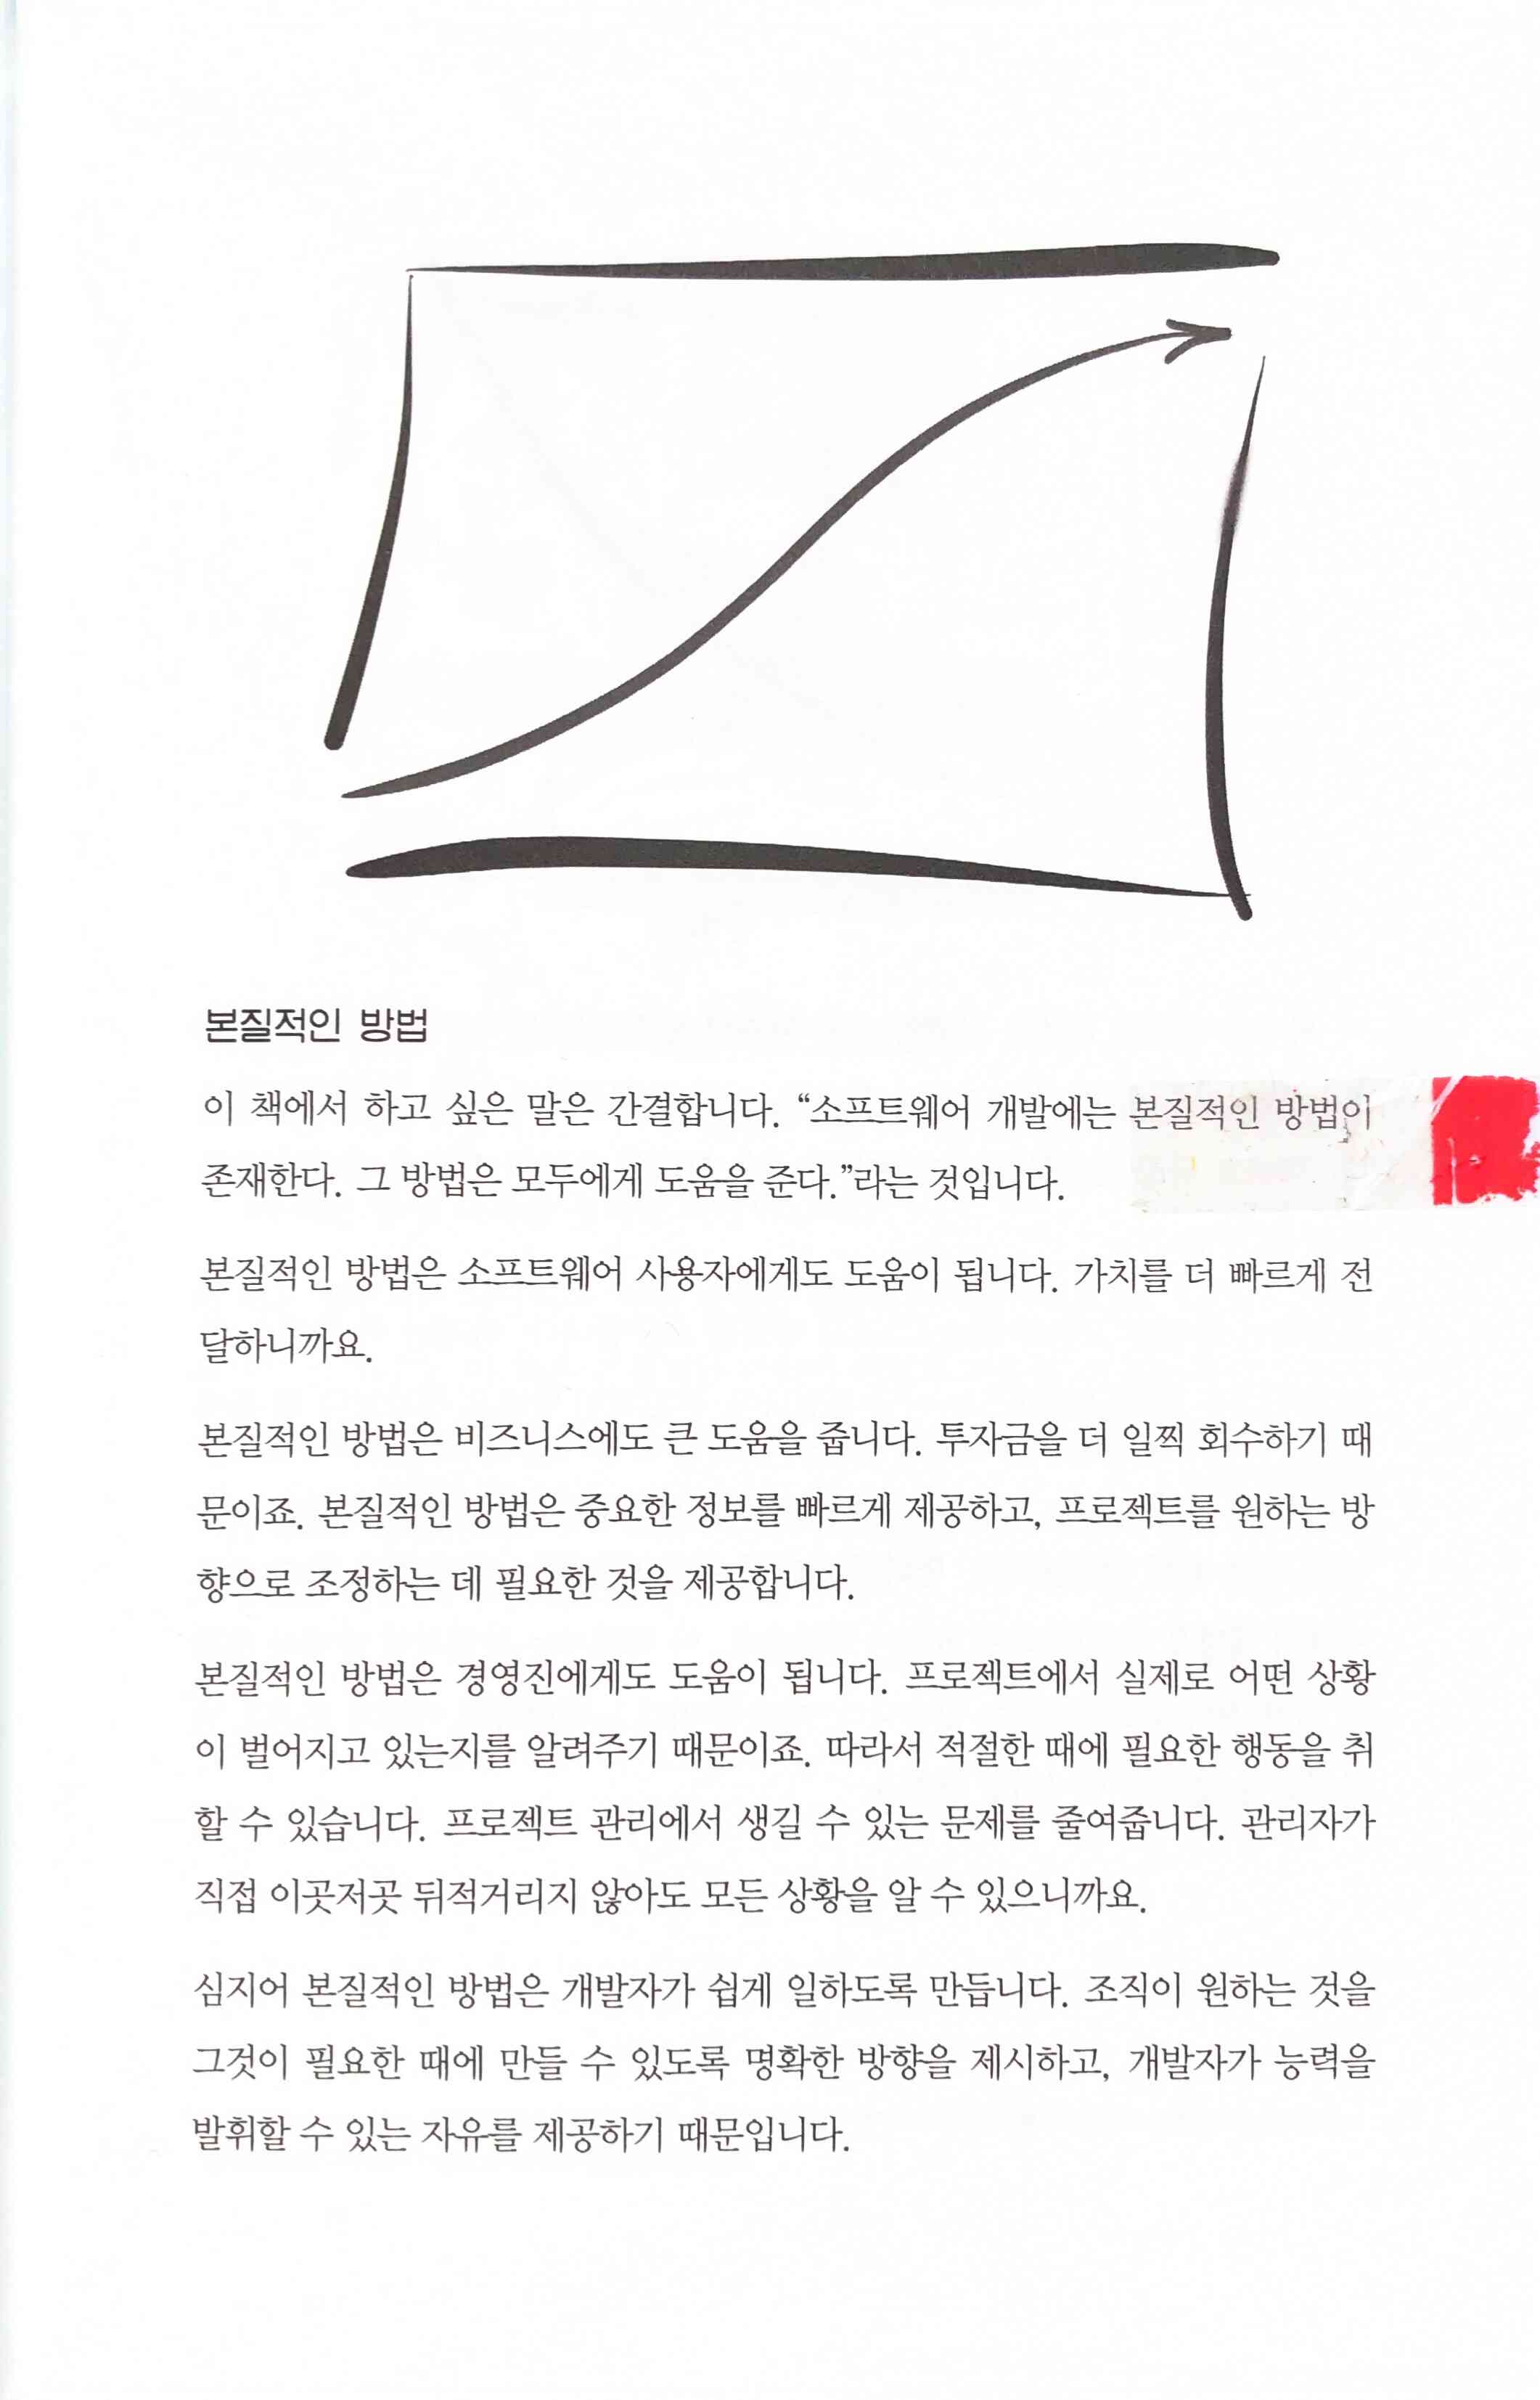 본질적인 방법
이 책에서 하고 싶은 말은 간결합니다. “소프트웨어 개발에는 본질적인 방법이
존재한다. 그 방법은 모두에게 도움을 준다.”라는 것입니다.
본질적인 방법은 소프트웨어 사용자에게도 도움이 됩니다. 가치를 더 빠르게 전
달하니까요.
본질적인 방법은 비즈니스에도 큰 도움을 줍니다. 투자금을 더 일찍 회수하기 때
문이죠. 본질적인 방법은 중요한 정보를 빠르게 제공하고, 프로젝트를 원하는 방
향으로 조정하는 데 필요한 것을 제공합니다.
본질적인 방법은 경영진에게도 도움이 됩니다. 프로젝트에서 실제로 어떤 상황
이 벌어지고 있는지를 알려주기 때문이죠. 따라서 적절한 때에 필요한 행동을 취
할 수 있습니다. 프로젝트 관리에서 생길 수 있는 문제를 줄여줍니다. 관리자가
직접 이곳저곳 뒤적거리지 않아도 모든 상황을 알 수 있으니까요.
심지어 본질적인 방법은 개발자가 쉽게 일하도록 만듭니다. 조직이 원하는 것을
그것이 필요한 때에 만들 수 있도록 명확한 방향을 제시하고, 개발자가 능력을
발휘할 수 있는 자유를 제공하기 때문입니다.